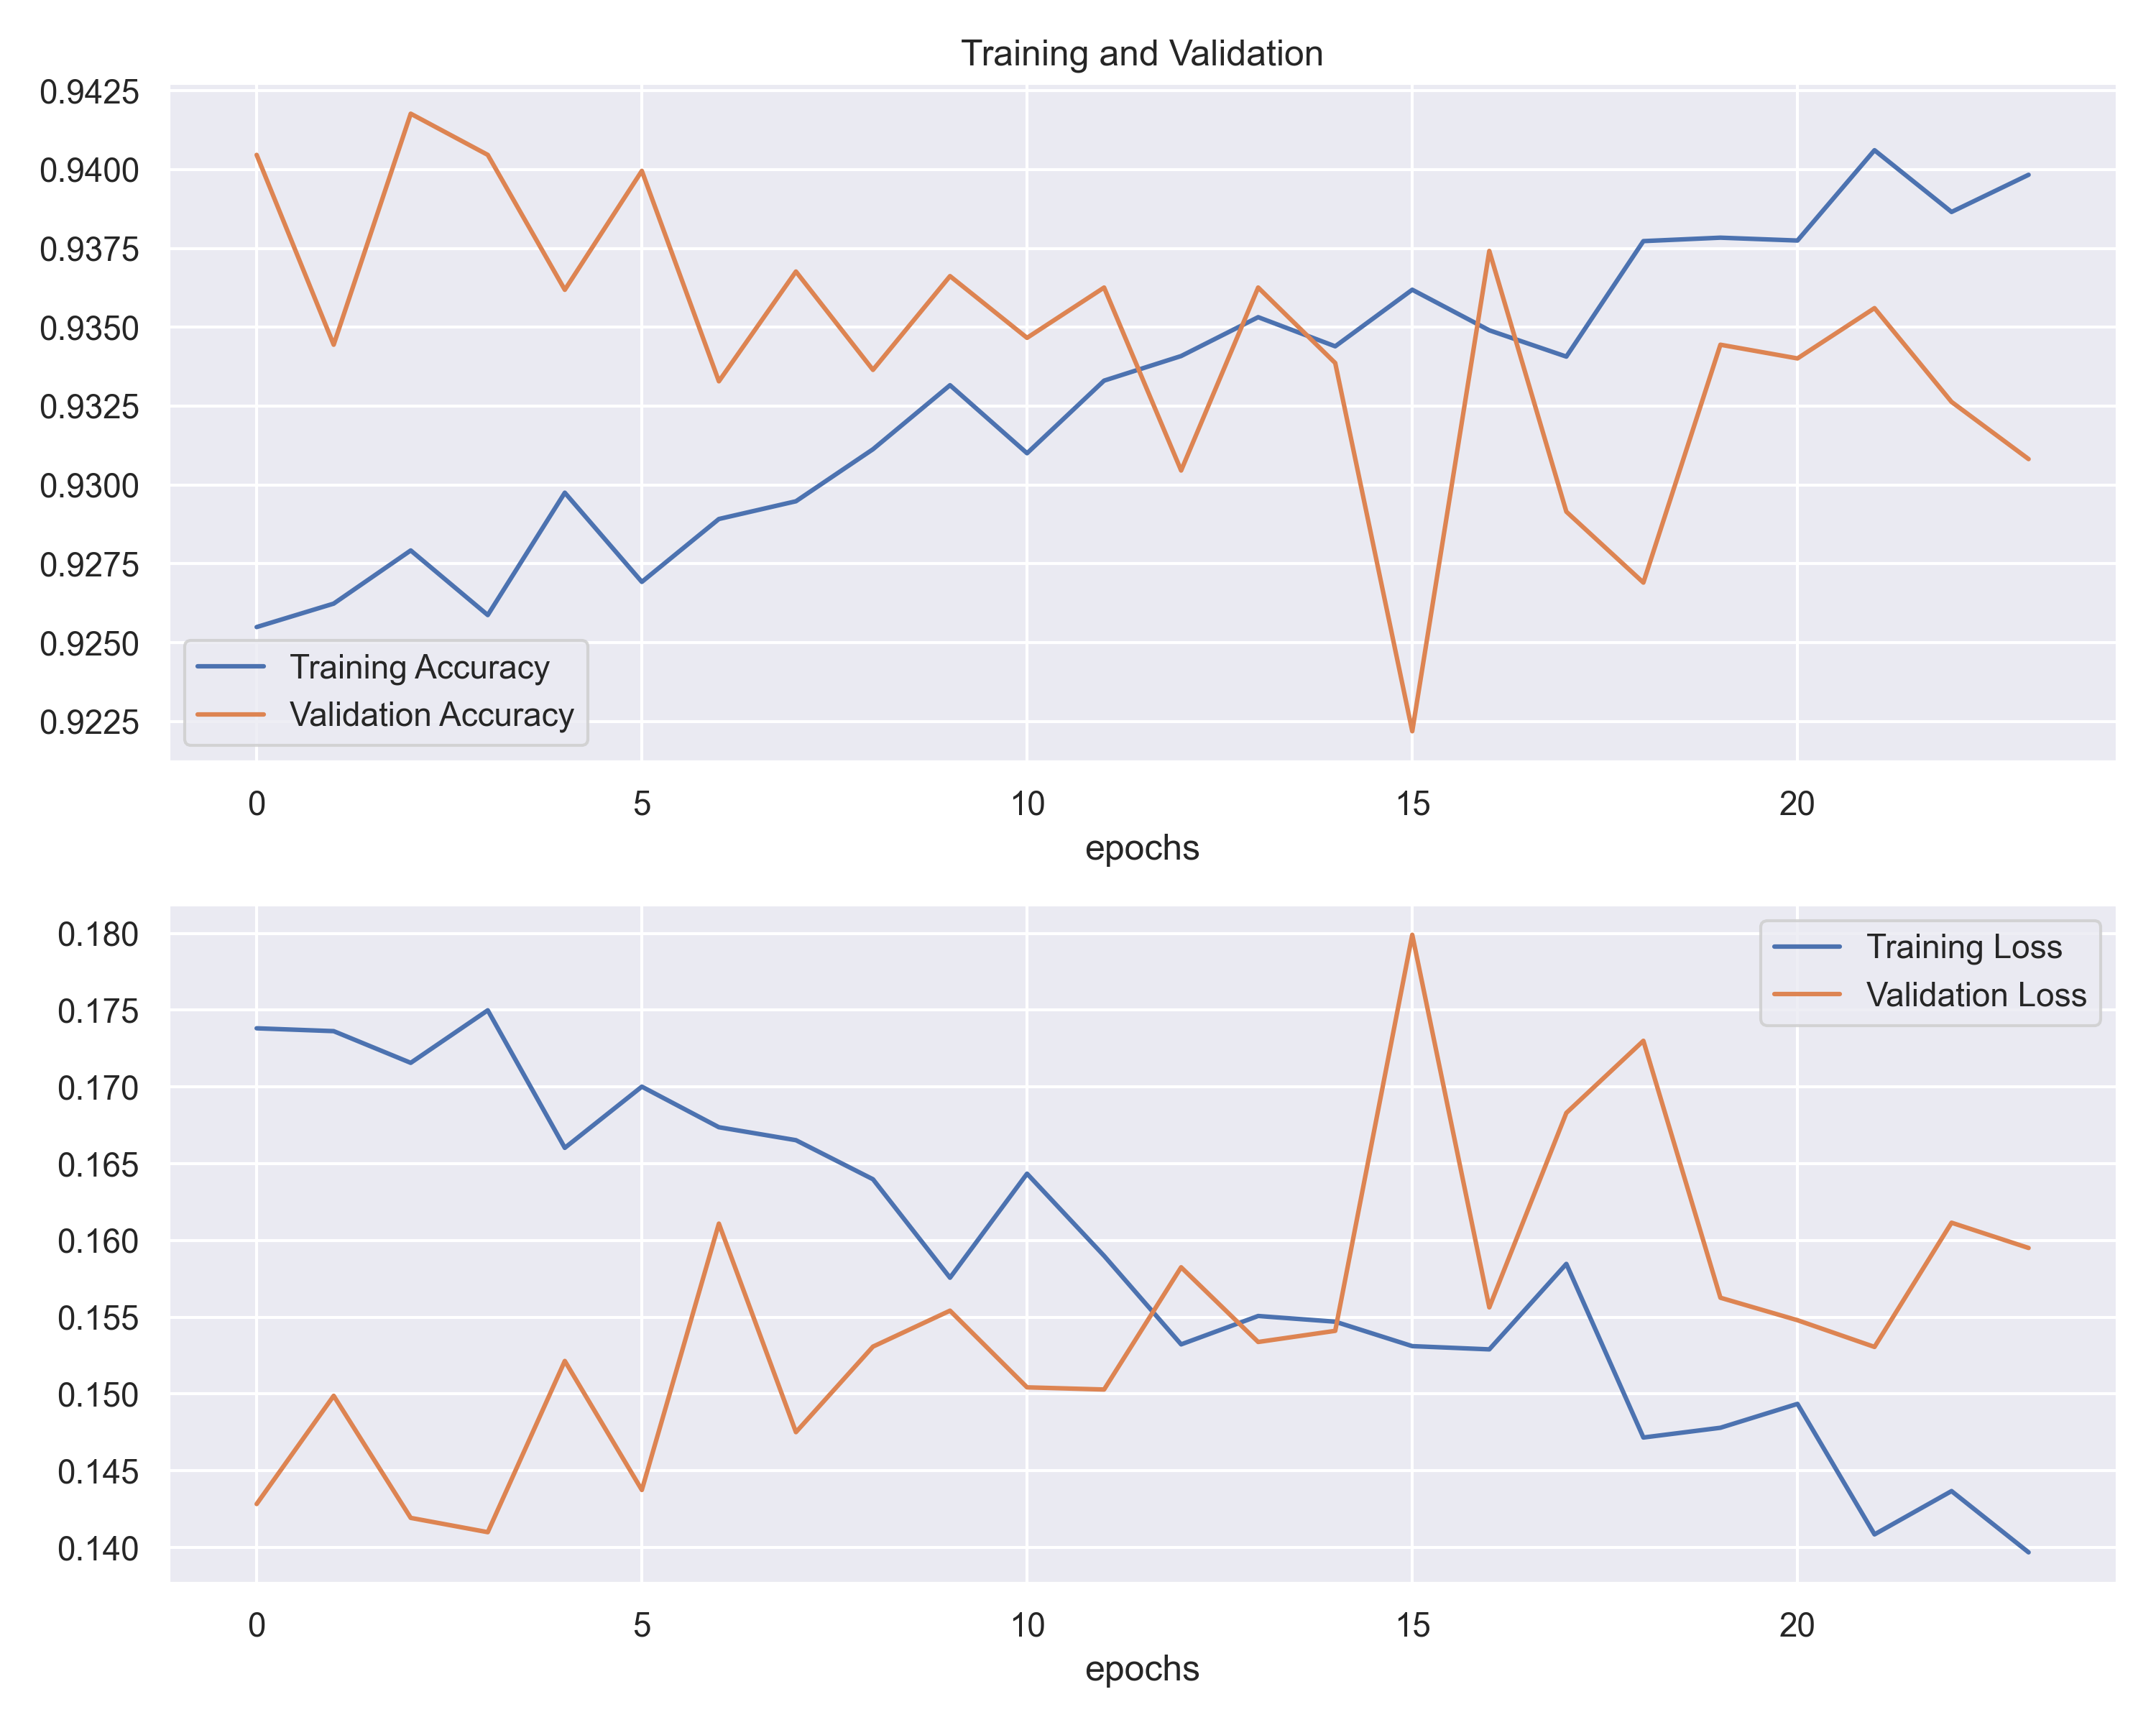 Training and Validation
0.9425
0.9400
0.9375
0.9350
0.9325
0.9300
0.9275
0.9250
0.9225
Training Accuracy
Validation Accuracy
0 5 10 15 20
epochs
0.180
0.175
0.170
0.165
0.160
0.155
0.150
0.145
0.140
Training Loss
Validation Loss
0 5 10 15 20
epochs